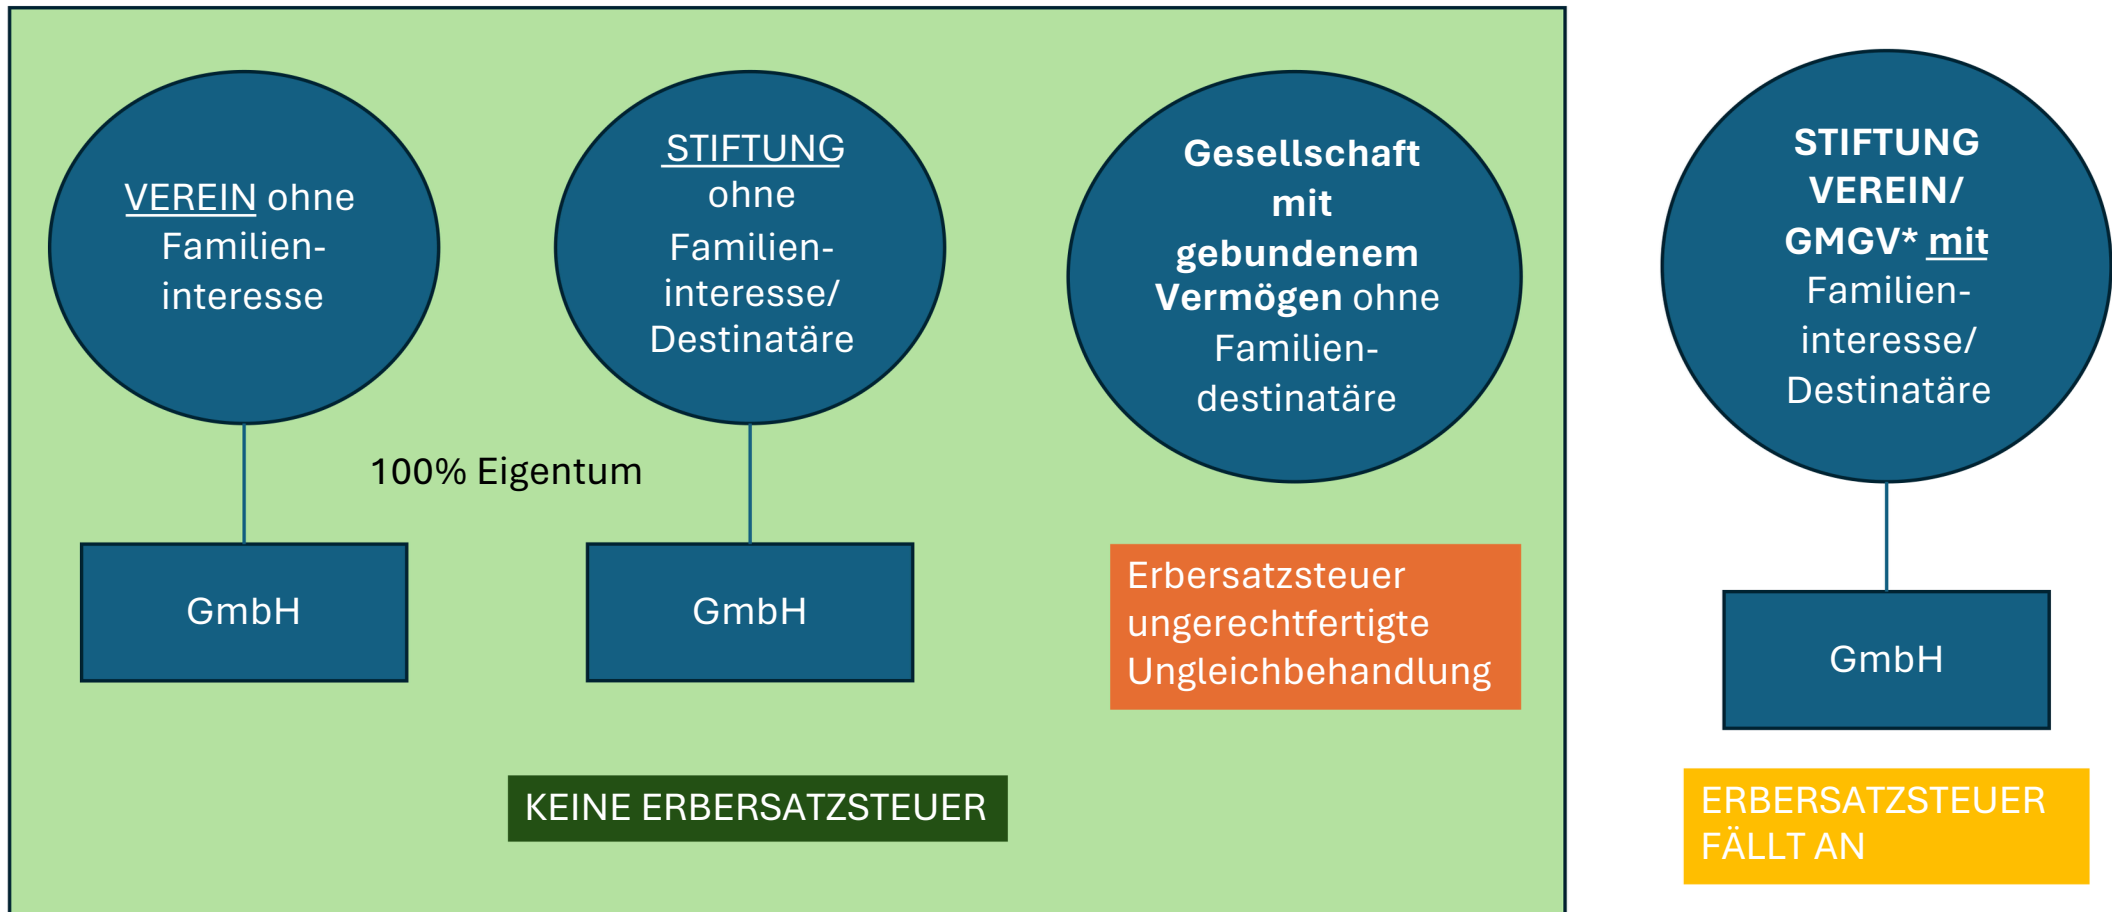 VEREIN ohne
Familien-
interesse
STIFTUNG
ohne
Familien-
interesse/
Destinatäre
Gesellschaft
mit
gebundenem
Vermögen ohne
Familien-
destinatäre
STIFTUNG
VEREIN/
GMGV* mit
Familien-
interesse/
Destinatäre
100% Eigentum
GmbH
GmbH
Erbersatzsteuer
ungerechtfertigte
Ungleichbehandlung
GmbH
KEINE ERBERSATZSTEUER
ERBERSATZSTEUER
FÄLLT AN